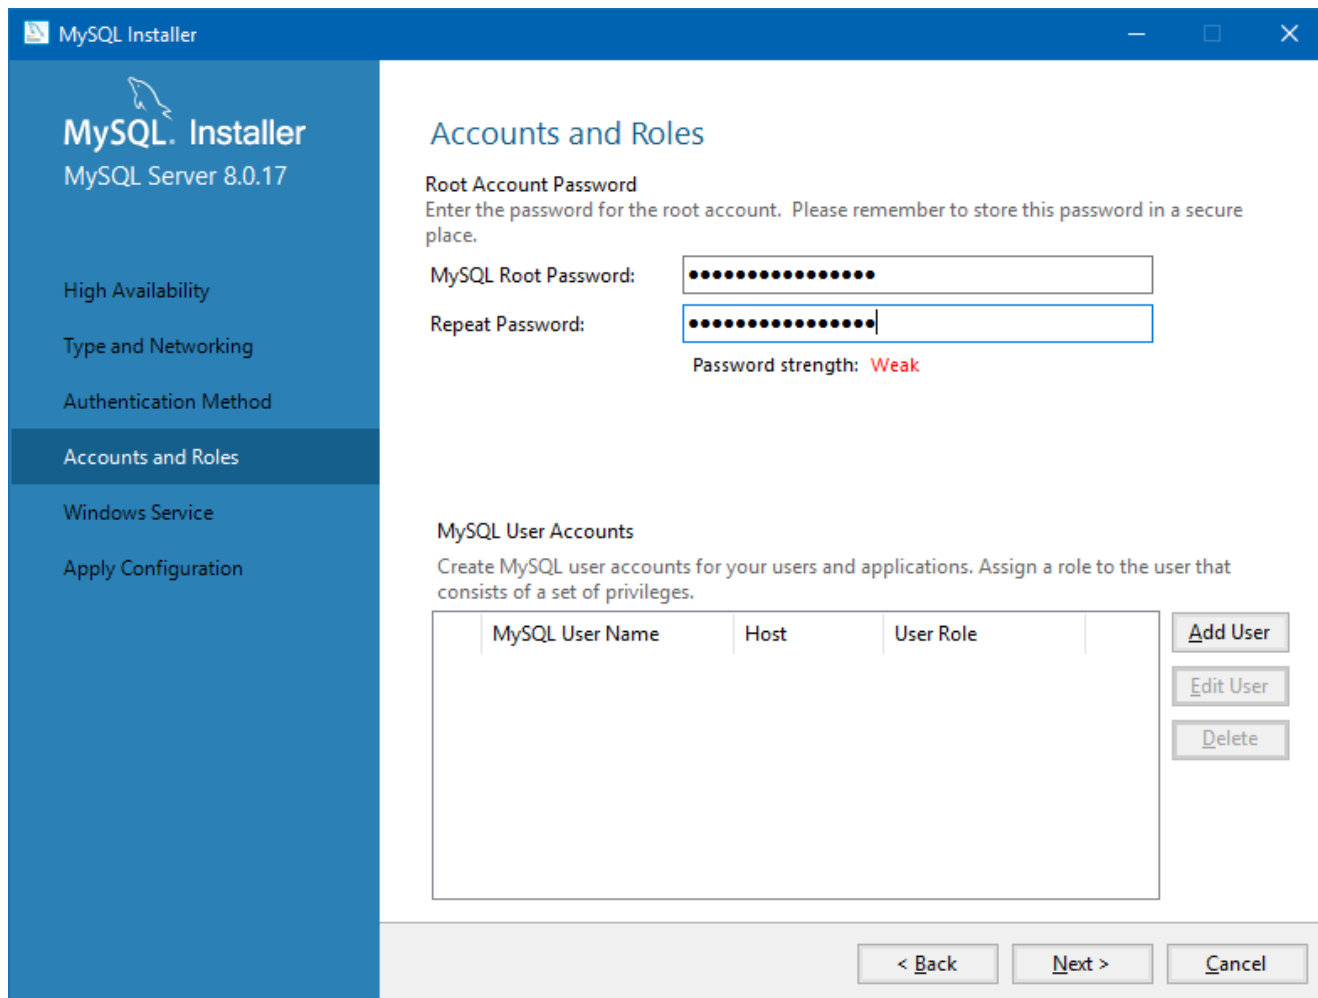 MySQL Installer
MySQL. Installer
MySQL Server 8.0.17
High Availability
Type and Networking
Authentication Method
Accounts and Roles
Windows Service
Apply Configuration
Accounts and Roles
Root Account Password
Enter the password for the root account.  Please remember to store this password in a secure
place.
MySQL Root Password: ●●●●●●●●●●●●●●●●
Repeat Password: ●●●●●●●●●●●●●●●●
Password strength: Weak
MySQL User Accounts
Create MySQL user accounts for your users and applications. Assign a role to the user that
consists of a set of privileges.
MySQL User Name Host User Role
Add User
Edit User
Delete
< Back Next > Cancel